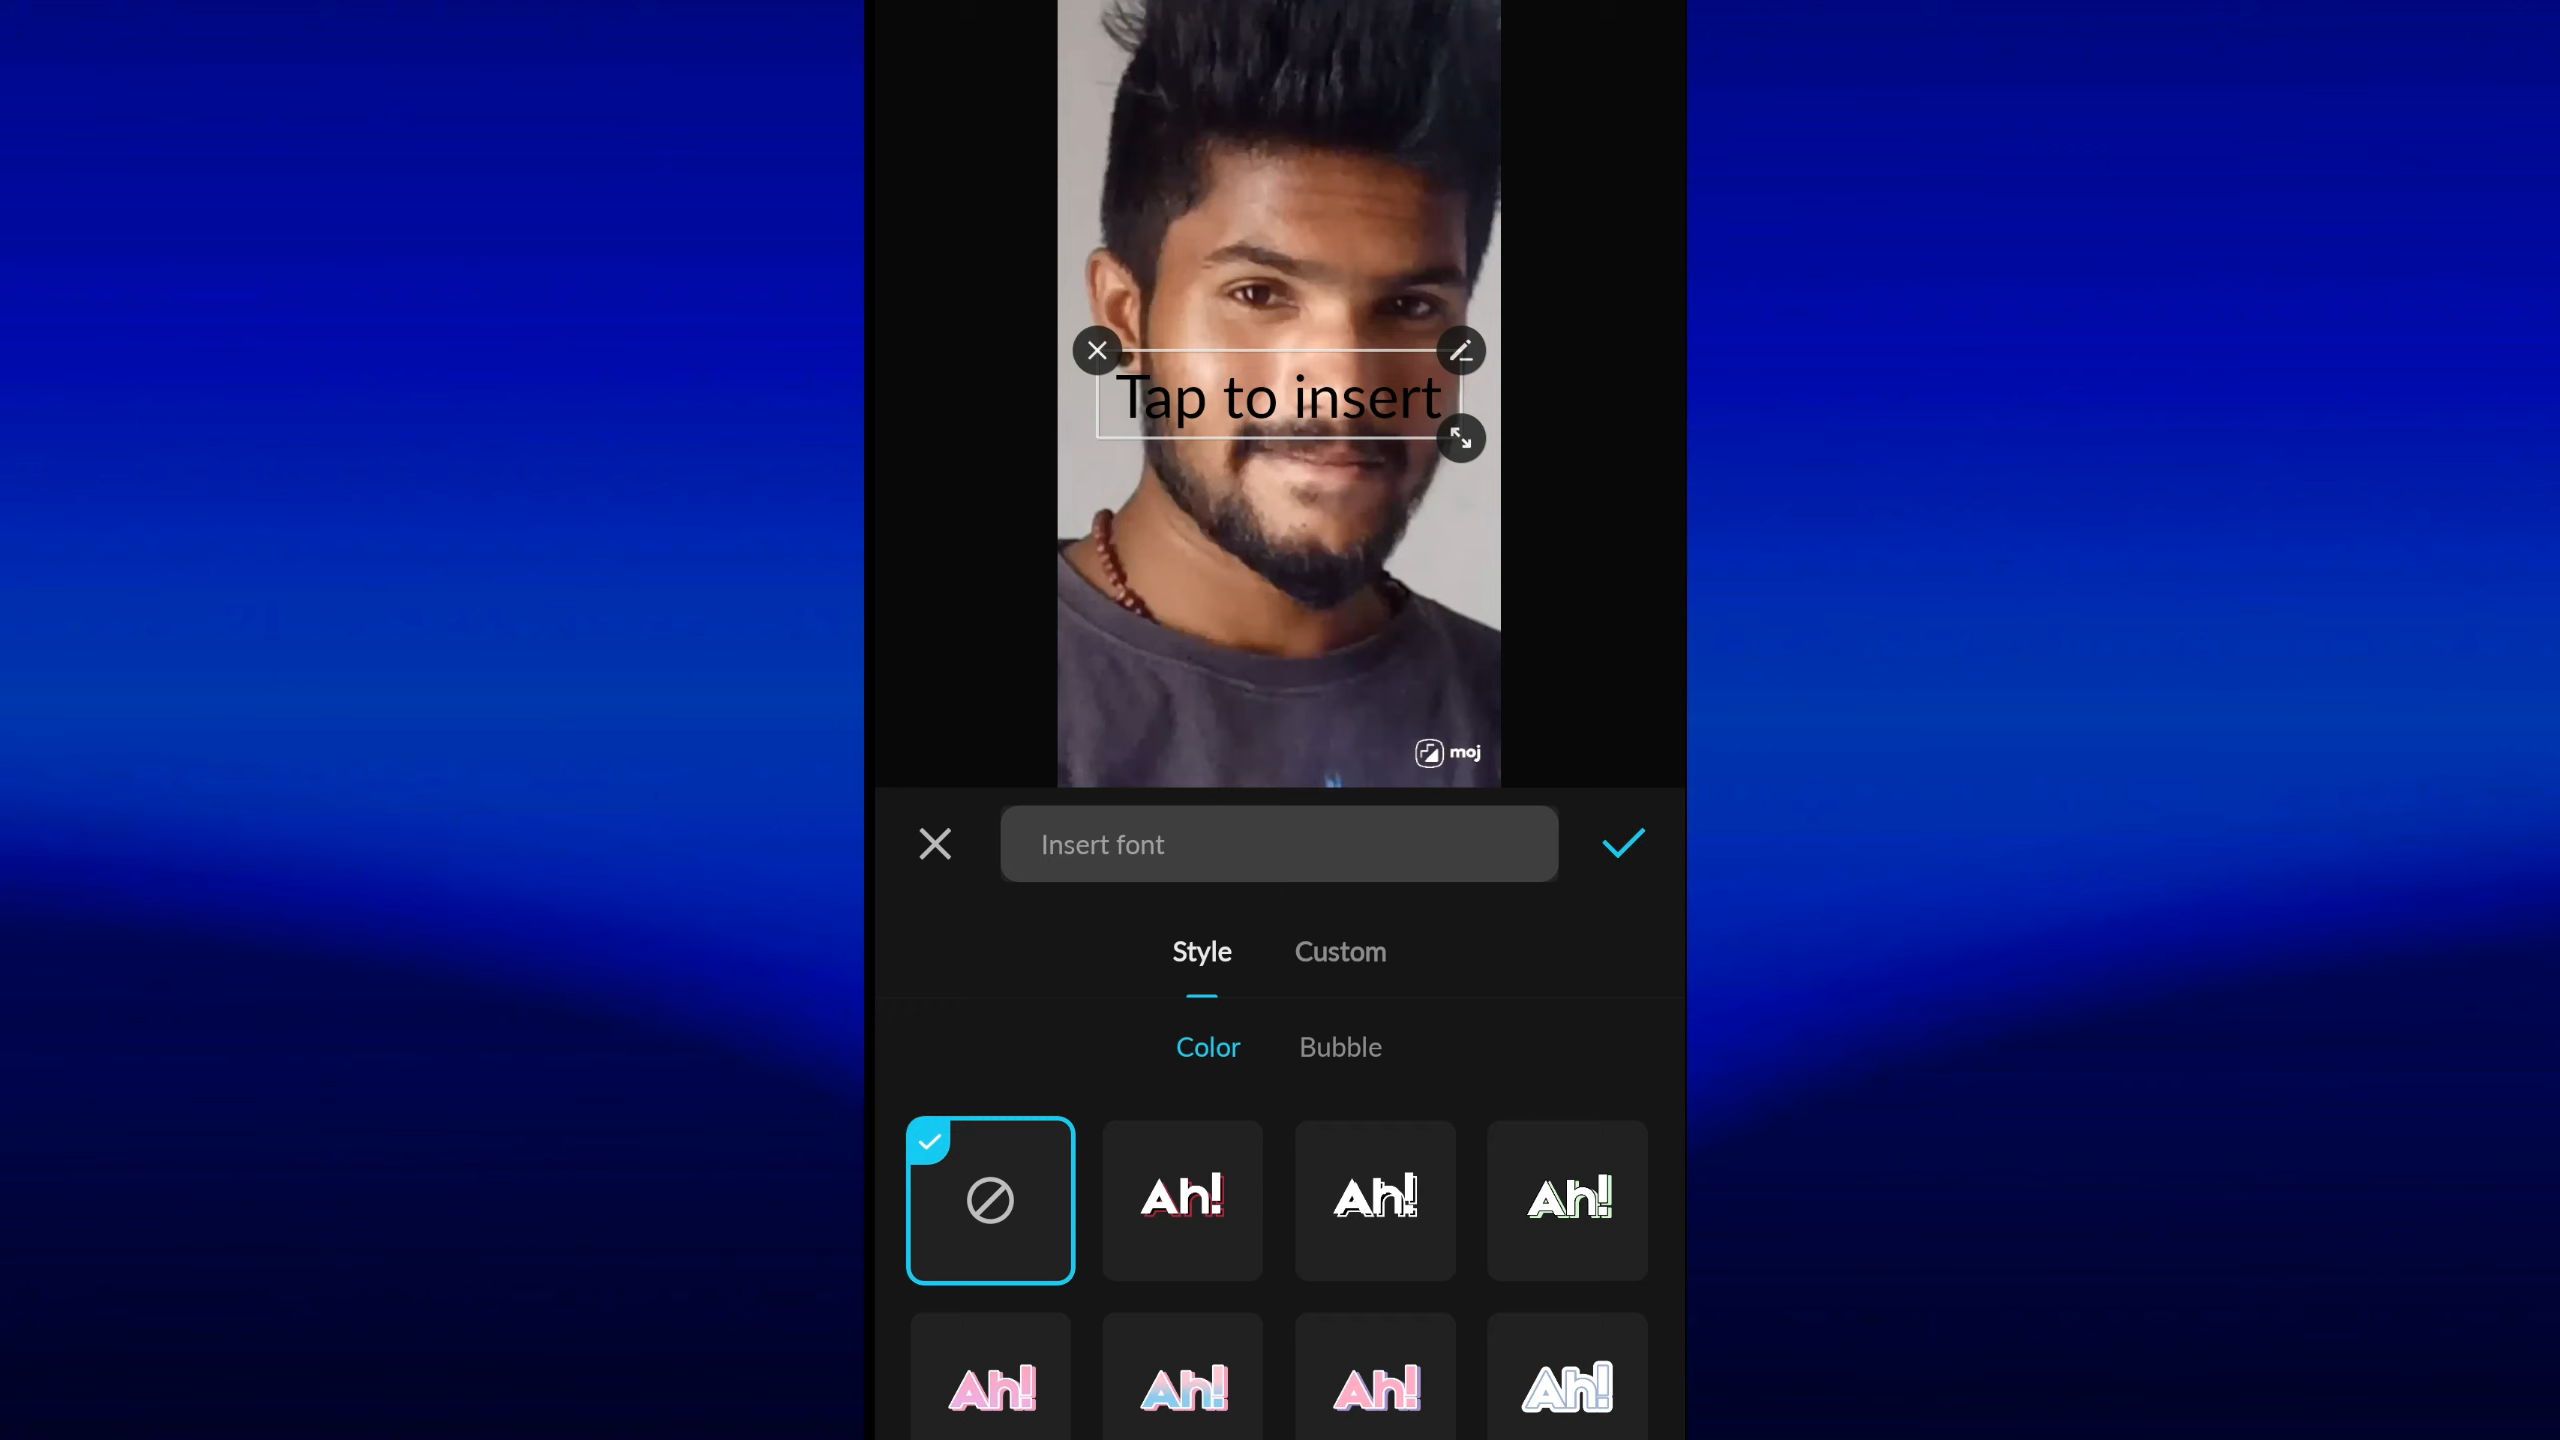 Tap to insert
moj
Insert font
Style Custom
Color Bubble
Ah! Ah! Ah!
Ah! Ah! Ah! Ah!